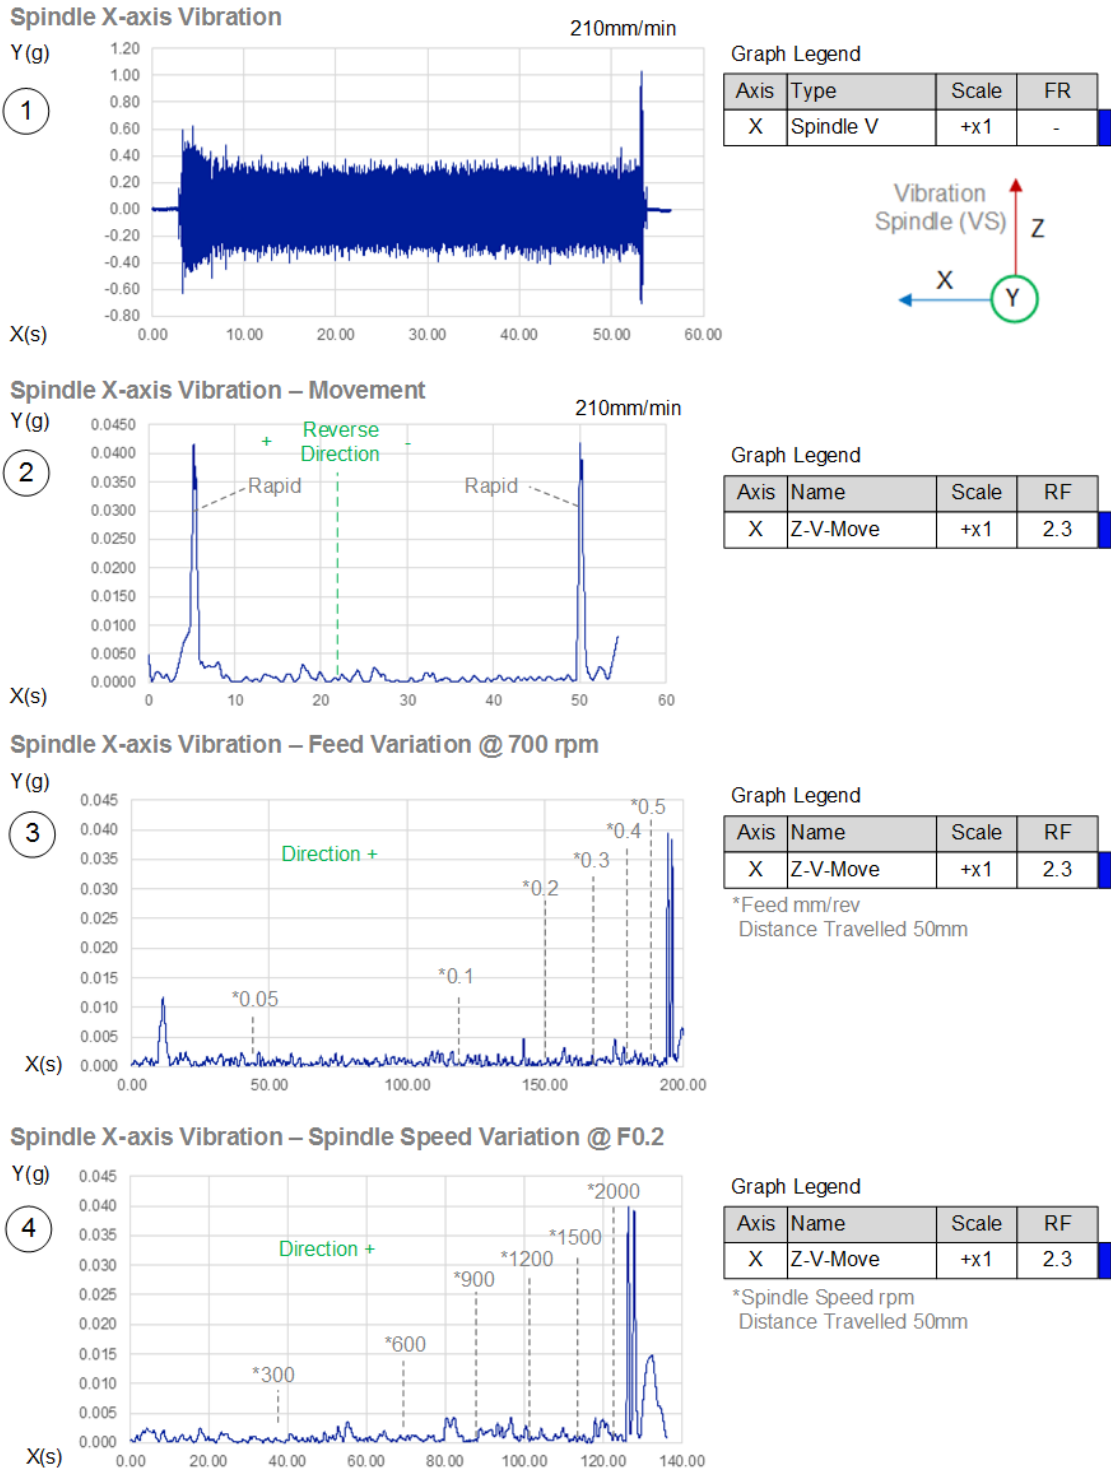 Spindle X-axis Vibration
Y(g)
210mm/min
1
1.20
1.00
0.80
0.60
0.40
0.20
0.00
-0.20
-0.40
-0.60
-0.80
0.00 10.00 20.00 30.00 40.00 50.00 60.00
X(s)
Graph Legend
Axis Type Scale FR
X Spindle V +x1 -
Vibration
Spindle (VS)
Z
X
Y
Spindle X-axis Vibration – Movement
Y(g)
210mm/min
2
0.0450
0.0400
0.0350
0.0300
0.0250
0.0200
0.0150
0.0100
0.0050
0.0000
+ Reverse -
Direction
Rapid Rapid
0 10 20 30 40 50 60
X(s)
Graph Legend
Axis Name Scale RF
X Z-V-Move +x1 2.3
Spindle X-axis Vibration – Feed Variation @ 700 rpm
Y(g)
3
0.045
0.040
0.035
0.030
0.025
0.020
0.015
0.010
0.005
0.000
Direction +
*0.05
*0.1
*0.2
*0.3
*0.4
*0.5
X(s)
0.00 50.00 100.00 150.00 200.00
Graph Legend
Axis Name Scale RF
X Z-V-Move +x1 2.3
*Feed mm/rev
Distance Travelled 50mm
Spindle X-axis Vibration – Spindle Speed Variation @ F0.2
Y(g)
4
0.045
0.040
0.035
0.030
0.025
0.020
0.015
0.010
0.005
0.000
Direction +
*300
*600
*900
*1200
*1500
*2000
X(s)
0.00 20.00 40.00 60.00 80.00 100.00 120.00 140.00
Graph Legend
Axis Name Scale RF
X Z-V-Move +x1 2.3
*Spindle Speed rpm
Distance Travelled 50mm